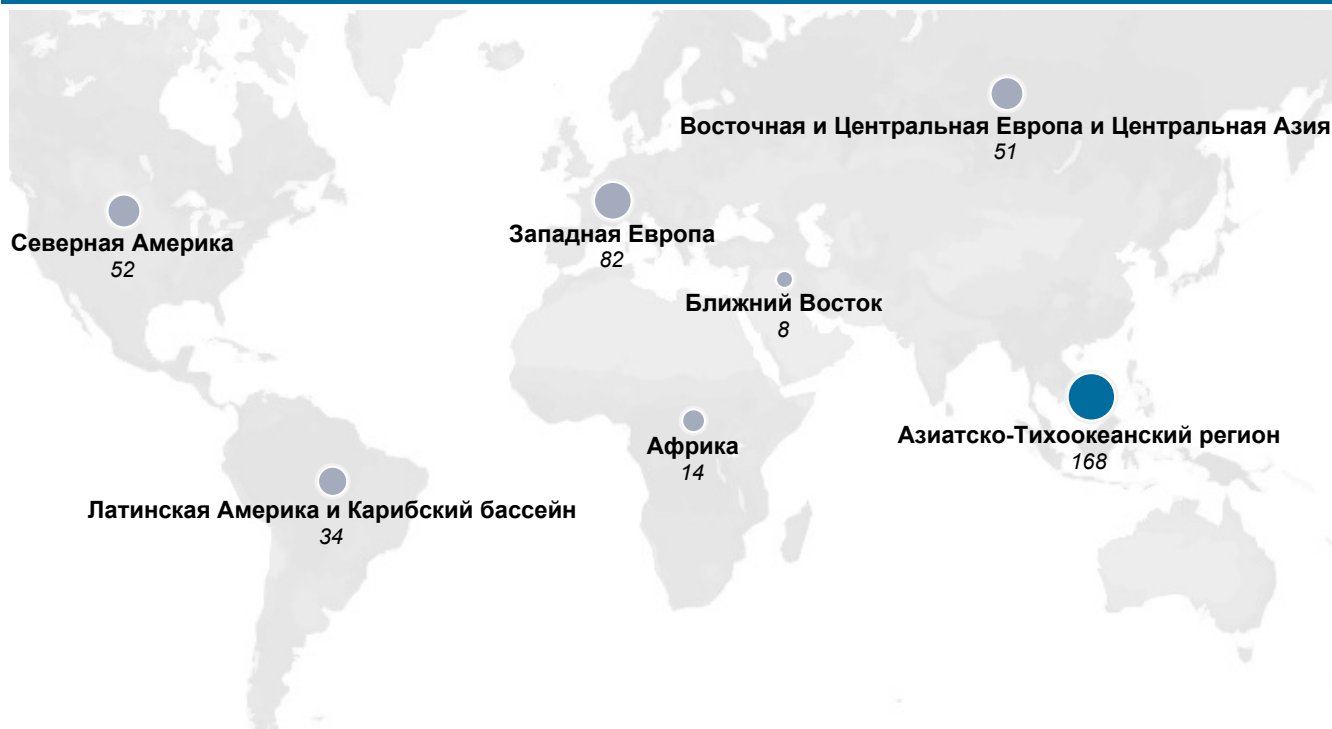 Восточная и Центральная Европа и Центральная Азия
51
Северная Америка
52
Западная Европа
82
Ближний Восток
8
Азиатско-Тихоокеанский регион
168
Африка
14
Латинская Америка и Карибский бассейн
34